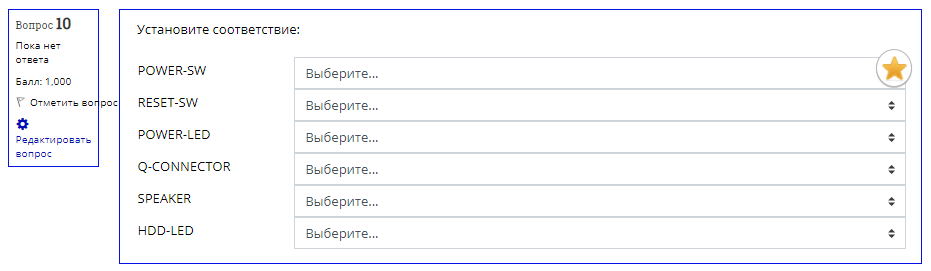 Вопрос 10
Пока нет
ответа
Балл: 1,000
Отметить вопрос
Редактировать
вопрос
Установите соответствие:
POWER-SW Выберите...
RESET-SW Выберите...
POWER-LED Выберите...
Q-CONNECTOR Выберите...
SPEAKER Выберите...
HDD-LED Выберите...